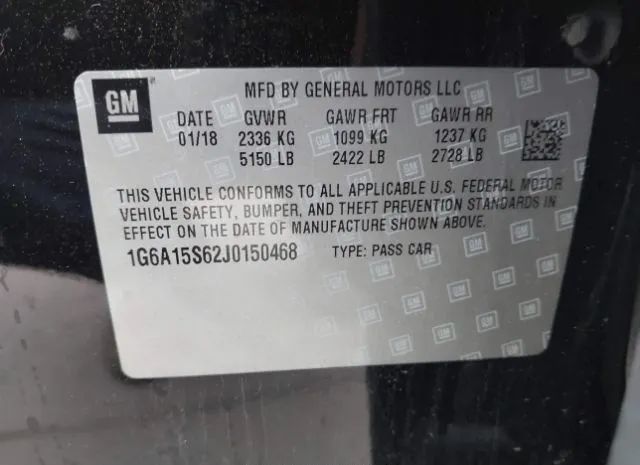 GM
MFD BY GENERAL MOTORS LLC
DATE GVWR GAWR FRT GAWR RR
01/18 2336 KG 1099 KG 1237 KG
5150 LB 2422 LB 2728 LB
THIS VEHICLE CONFORMS TO ALL APPLICABLE U.S. FEDERAL MOTOR
VEHICLE SAFETY, BUMPER, AND THEFT PREVENTION STANDARDS IN
EFFECT ON THE DATE OF MANUFACTURE SHOWN ABOVE.
1G6A15S62J0150468 TYPE: PASS CAR